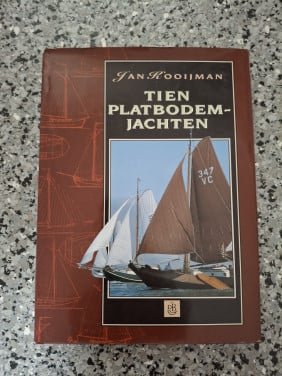 JAN KOOIJMAN
TIEN
PLATBODEM-
JACHTEN
347
VC